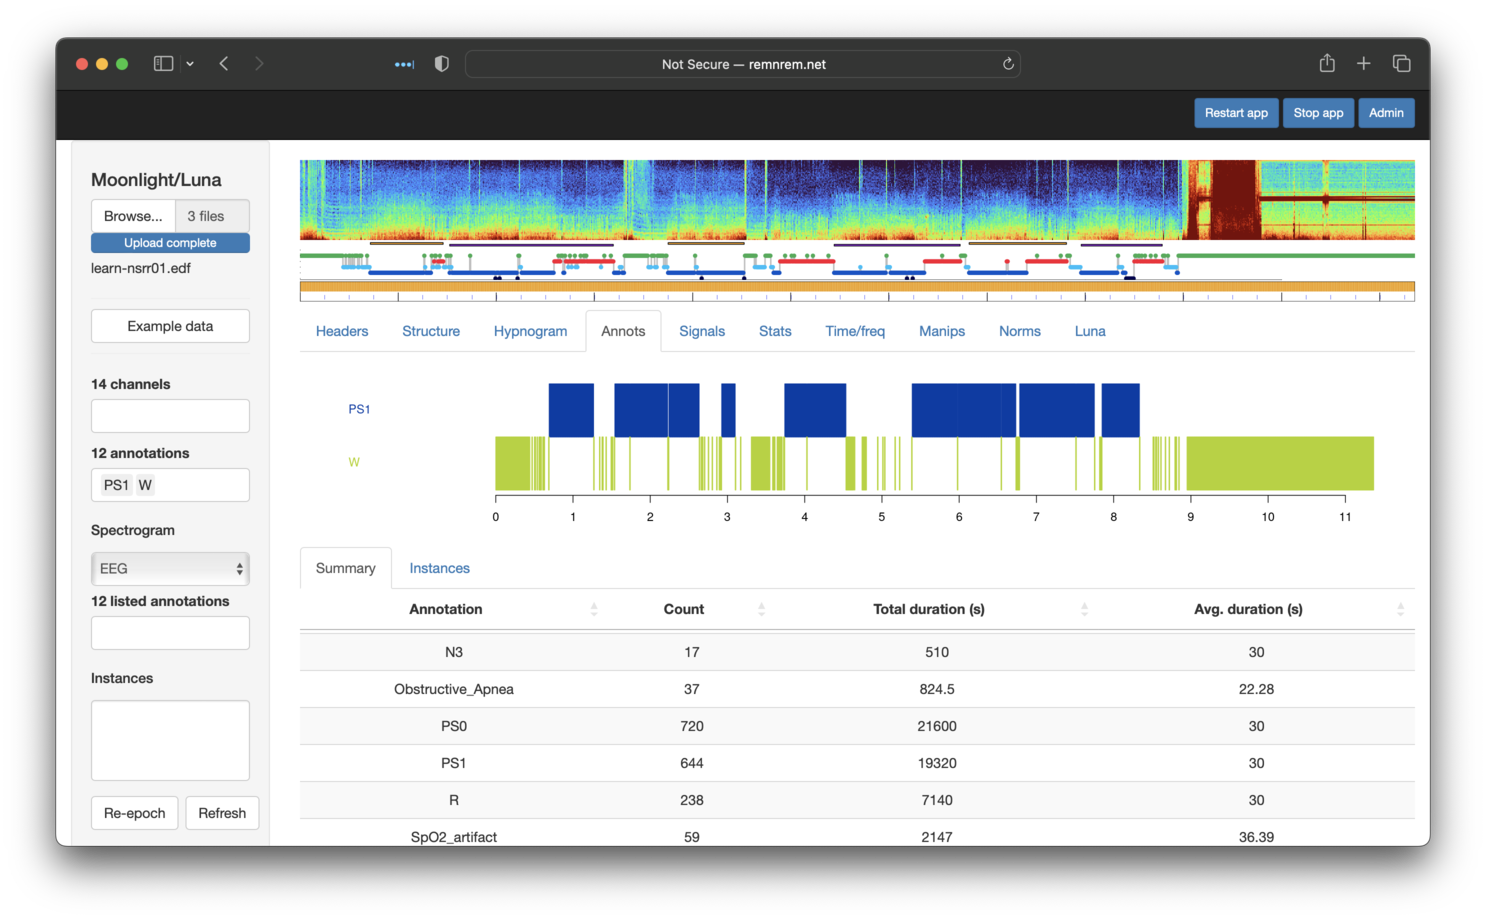 Not Secure — remnrem.net
Restart app
Stop app
Admin
Moonlight/Luna
Browse...
3 files
Upload complete
learn-nsrr01.edf
Example data
14 channels
12 annotations
PS1 W
Spectrogram
EEG
12 listed annotations
Instances
Re-epoch
Refresh
Headers Structure Hypnogram Annots Signals Stats Time/freq Manips Norms Luna
PS1
W
0 1 2 3 4 5 6 7 8 9 10 11
Summary Instances
Annotation Count Total duration (s) Avg. duration (s)
N3 17 510 30
Obstructive_Apnea 37 824.5 22.28
PS0 720 21600 30
PS1 644 19320 30
R 238 7140 30
SpO2_artifact 59 2147 36.39